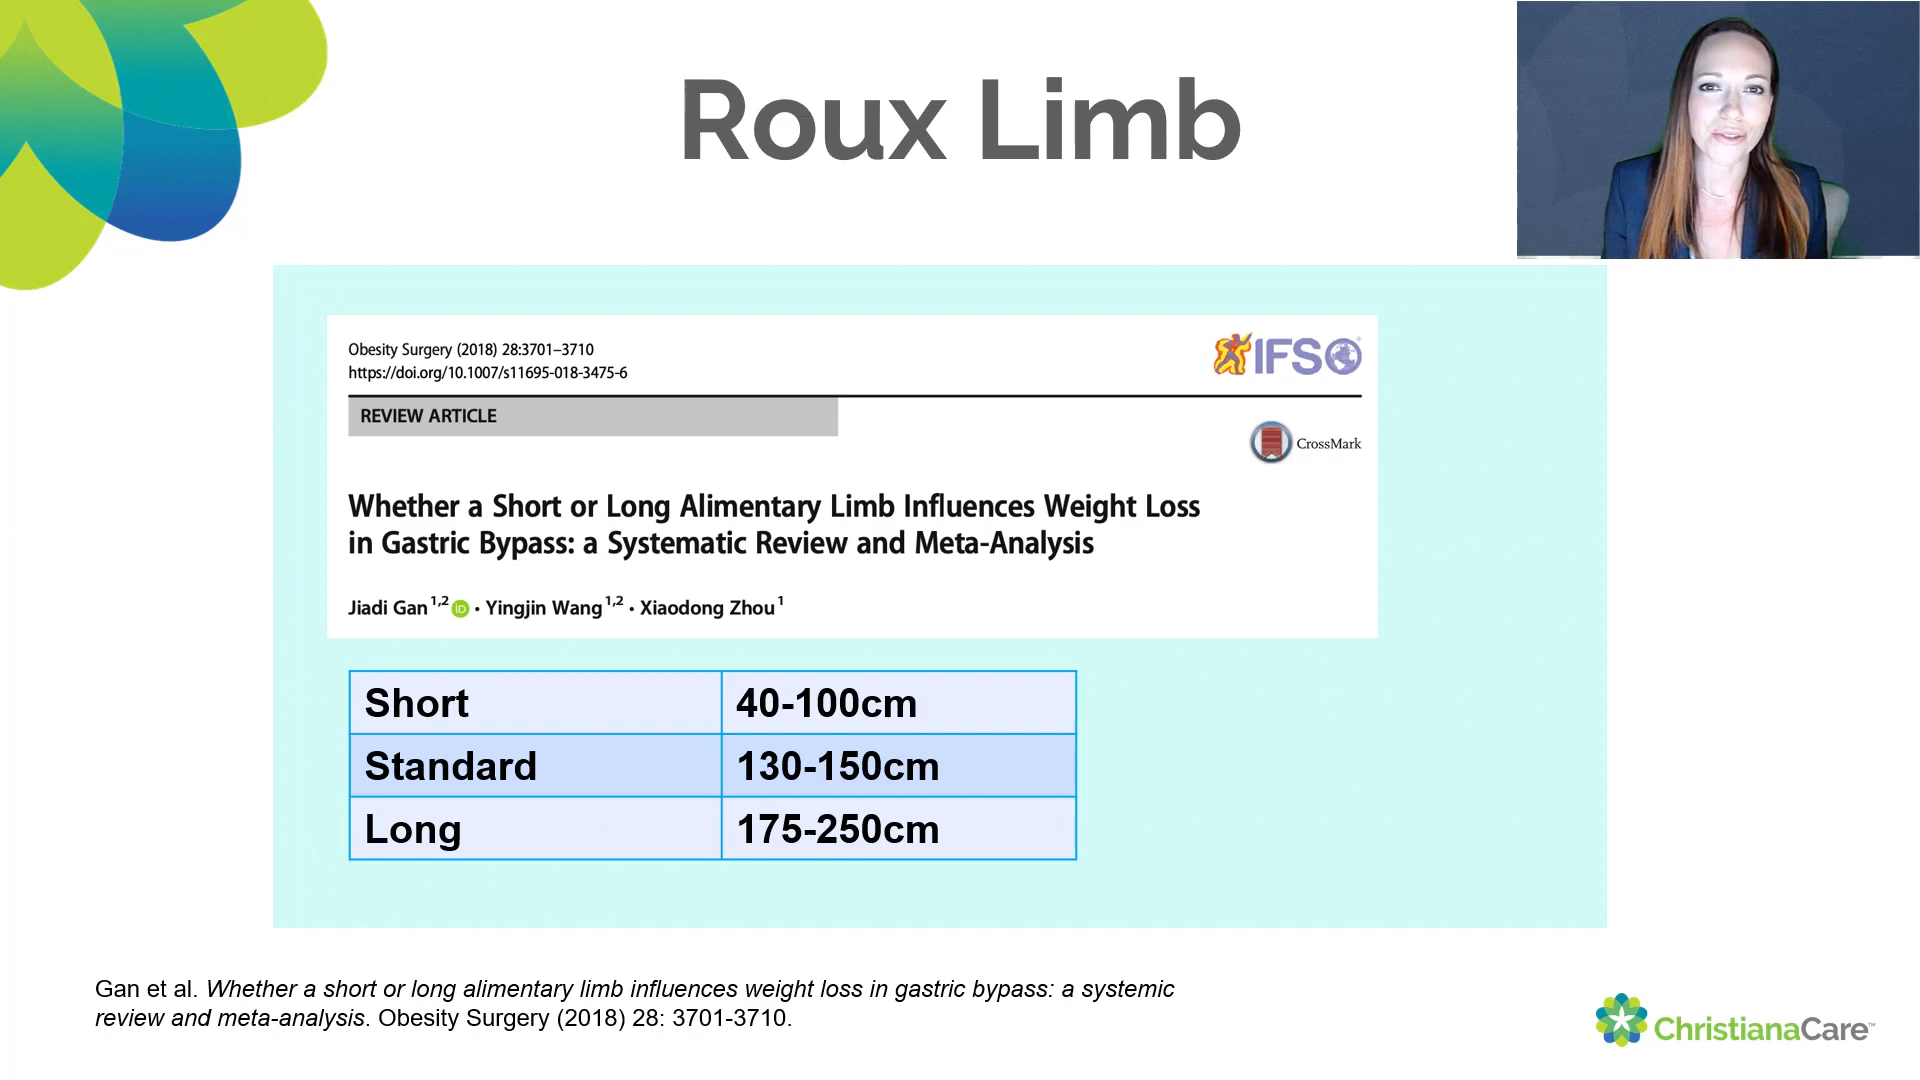 Roux Limb
Obesity Surgery (2018) 28:3701–3710
https://doi.org/10.1007/s11695-018-3475-6
IFSO
REVIEW ARTICLE
CrossMark
Whether a Short or Long Alimentary Limb Influences Weight Loss
in Gastric Bypass: a Systematic Review and Meta-Analysis
Jiadi Gan 1,2 iD · Yingjin Wang 1,2 · Xiaodong Zhou 1
Short 40-100cm
Standard 130-150cm
Long 175-250cm
Gan et al. Whether a short or long alimentary limb influences weight loss in gastric bypass: a systemic
review and meta-analysis. Obesity Surgery (2018) 28: 3701-3710.
ChristianaCare™